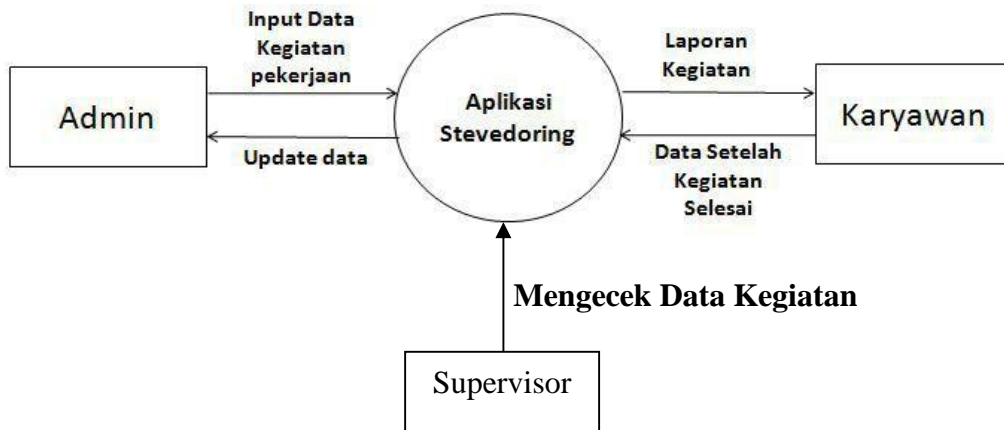 Input Data
Kegiatan
pekerjaan
Admin
Update data
Aplikasi
Stevedoring
Laporan
Kegiatan
Karyawan
Data Setelah
Kegiatan
Selesai
Mengecek Data Kegiatan
Supervisor